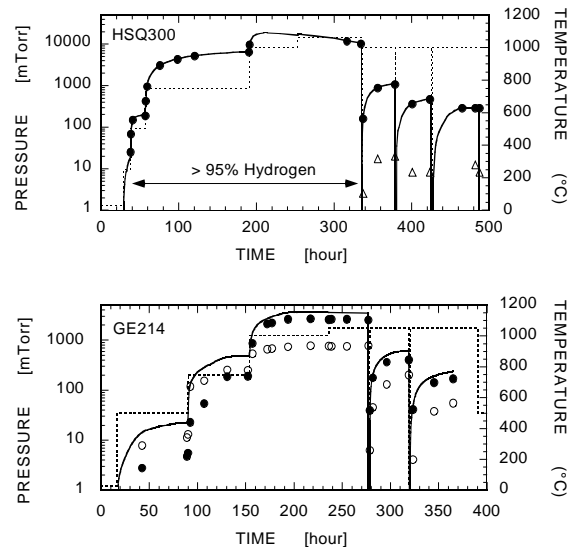 HSQ300
> 95% Hydrogen
PRESSURE [mTorr]
10000
1000
100
10
1
1200
1000
800
600
400
200
0
TEMPERATURE (°C)
0 100 200 300 400 500
TIME [hour]
GE214
PRESSURE [mTorr]
1000
100
10
1
1200
1000
800
600
400
200
0
TEMPERATURE (°C)
0 50 100 150 200 250 300 350 400
TIME [hour]